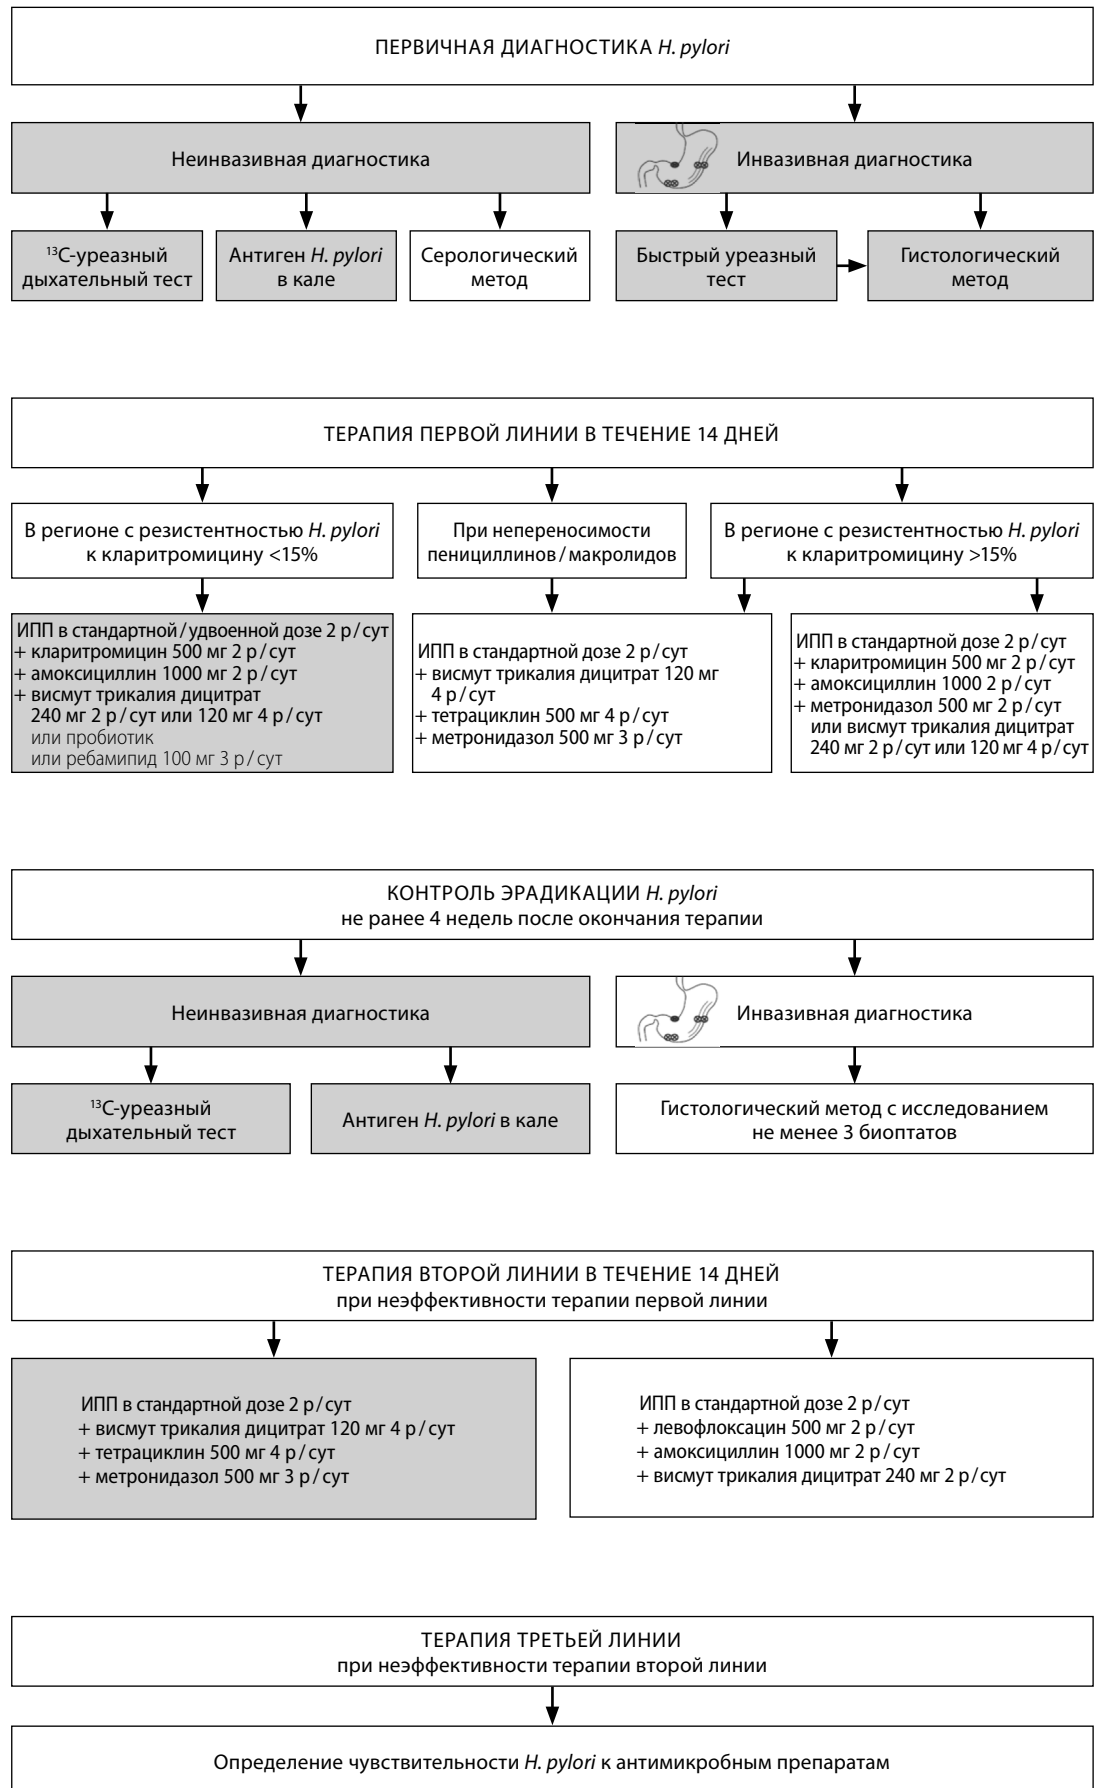 ПЕРВИЧНАЯ ДИАГНОСТИКА H. pylori
Неинвазивная диагностика
Инвазивная диагностика
¹³C-уреазный
дыхательный тест
Антиген H. pylori
в кале
Серологический
метод
Быстрый уреазный
тест
Гистологический
метод
ТЕРАПИЯ ПЕРВОЙ ЛИНИИ В ТЕЧЕНИЕ 14 ДНЕЙ
В регионе с резистентностью H. pylori
к кларитромицину <15%
При непереносимости
пенициллинов/макролидов
В регионе с резистентностью H. pylori
к кларитромицину >15%
ИПП в стандартной/удвоенной дозе 2 р/сут
+ кларитромицин 500 мг 2 р/сут
+ амоксициллин 1000 мг 2 р/сут
+ висмут трикалия дицитрат
240 мг 2 р/сут или 120 мг 4 р/сут
или пробиотик
или ребамипид 100 мг 3 р/сут
ИПП в стандартной дозе 2 р/сут
+ висмут трикалия дицитрат 120 мг
4 р/сут
+ тетрациклин 500 мг 4 р/сут
+ метронидазол 500 мг 3 р/сут
ИПП в стандартной дозе 2 р/сут
+ кларитромицин 500 мг 2 р/сут
+ амоксициллин 1000 2 р/сут
+ метронидазол 500 мг 2 р/сут
или висмут трикалия дицитрат
240 мг 2 р/сут или 120 мг 4 р/сут
КОНТРОЛЬ ЭРАДИКАЦИИ H. pylori
не ранее 4 недель после окончания терапии
Неинвазивная диагностика
Инвазивная диагностика
¹³C-уреазный
дыхательный тест
Антиген H. pylori в кале
Гистологический метод с исследованием
не менее 3 биоптатов
ТЕРАПИЯ ВТОРОЙ ЛИНИИ В ТЕЧЕНИЕ 14 ДНЕЙ
при неэффективности терапии первой линии
ИПП в стандартной дозе 2 р/сут
+ висмут трикалия дицитрат 120 мг 4 р/сут
+ тетрациклин 500 мг 4 р/сут
+ метронидазол 500 мг 3 р/сут
ИПП в стандартной дозе 2 р/сут
+ левофлоксацин 500 мг 2 р/сут
+ амоксициллин 1000 мг 2 р/сут
+ висмут трикалия дицитрат 240 мг 2 р/сут
ТЕРАПИЯ ТРЕТЬЕЙ ЛИНИИ
при неэффективности терапии второй линии
Определение чувствительности H. pylori к антимикробным препаратам